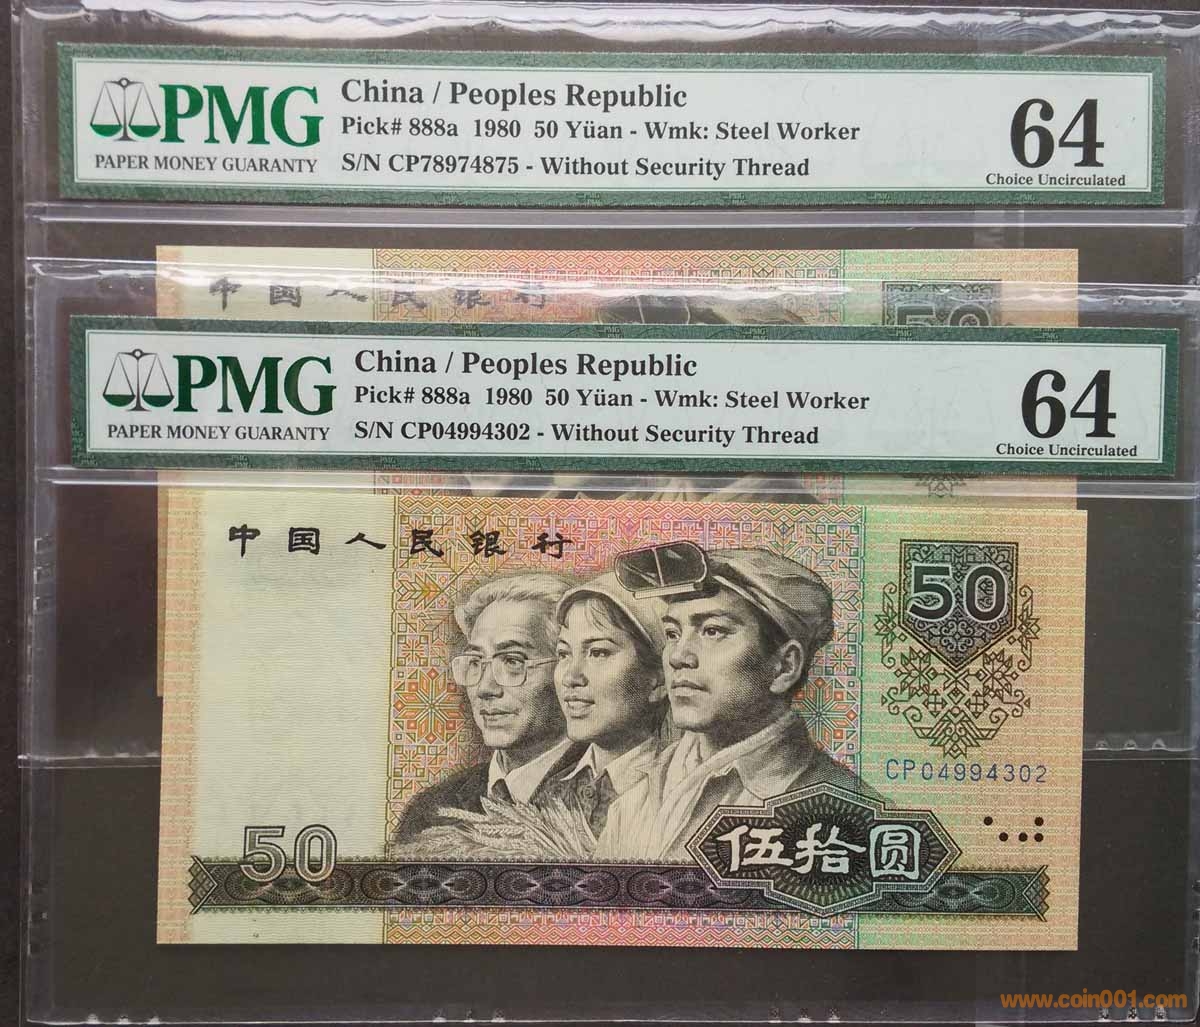 PMG
PAPER MONEY GUARANTY
China / Peoples Republic
Pick# 888a 1980 50 Yüan - Wmk: Steel Worker
S/N CP78974875 - Without Security Thread
64
Choice Uncirculated
中国人民银行
50
PMG
PAPER MONEY GUARANTY
China / Peoples Republic
Pick# 888a 1980 50 Yüan - Wmk: Steel Worker
S/N CP04994302 - Without Security Thread
64
Choice Uncirculated
中国人民银行
50
CP04994302
50
伍拾圆
www.coin001.com